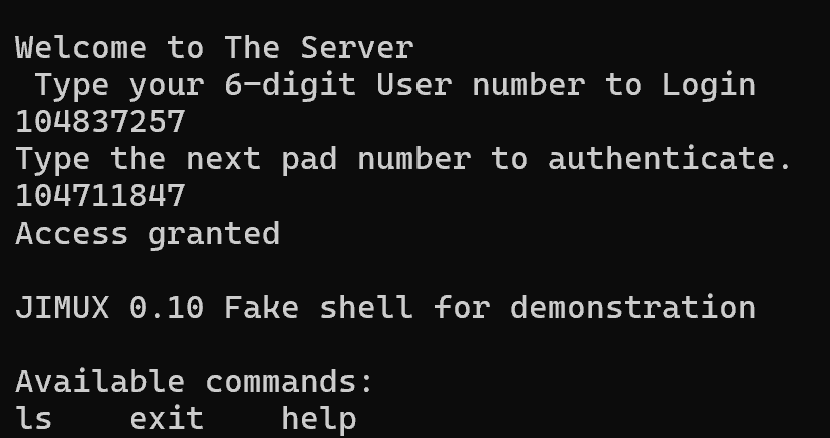 Welcome to The Server
Type your 6-digit User number to Login
104837257
Type the next pad number to authenticate.
104711847
Access granted
JIMUX 0.10 Fake shell for demonstration
Available commands:
ls    exit    help